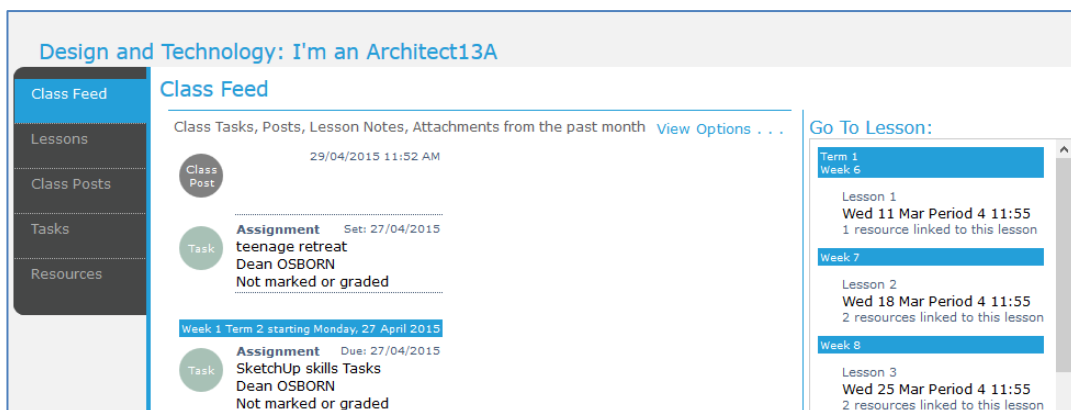 Design and Technology: I'm an Architect13A
Class Feed
Lessons
Class Posts
Tasks
Resources
Class Feed
Class Tasks, Posts, Lesson Notes, Attachments from the past month View Options . . .
29/04/2015 11:52 AM
Class
Post
Task
Assignment Set: 27/04/2015
teenage retreat
Dean OSBORN
Not marked or graded
Week 1 Term 2 starting Monday, 27 April 2015
Task
Assignment Due: 27/04/2015
SketchUp skills Tasks
Dean OSBORN
Not marked or graded
Go To Lesson:
Term 1
Week 6
Lesson 1
Wed 11 Mar Period 4 11:55
1 resource linked to this lesson
Week 7
Lesson 2
Wed 18 Mar Period 4 11:55
2 resources linked to this lesson
Week 8
Lesson 3
Wed 25 Mar Period 4 11:55
2 resources linked to this lesson